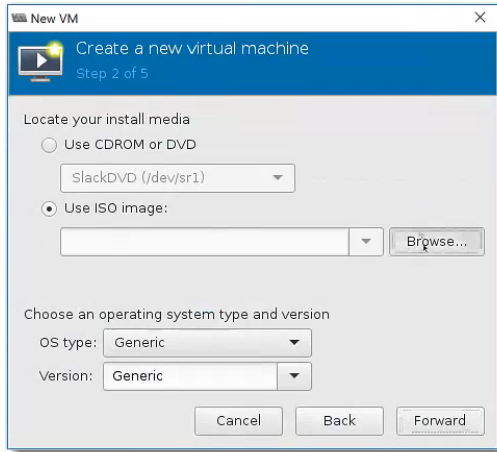 New VM
Create a new virtual machine
Step 2 of 5
Locate your install media
Use CDROM or DVD
SlackDVD (/dev/sr1)
Use ISO image:
Browse...
Choose an operating system type and version
OS type: Generic
Version: Generic
Cancel Back Forward